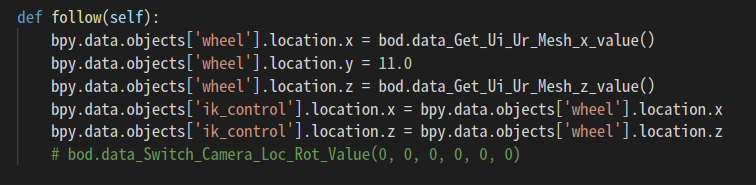 def follow(self):
    bpy.data.objects['wheel'].location.x = bod.data_Get_Ui_Ur_Mesh_x_value()
    bpy.data.objects['wheel'].location.y = 11.0
    bpy.data.objects['wheel'].location.z = bod.data_Get_Ui_Ur_Mesh_z_value()
    bpy.data.objects['ik_control'].location.x = bpy.data.objects['wheel'].location.x
    bpy.data.objects['ik_control'].location.z = bpy.data.objects['wheel'].location.z
    # bod.data_Switch_Camera_Loc_Rot_Value(0, 0, 0, 0, 0, 0)